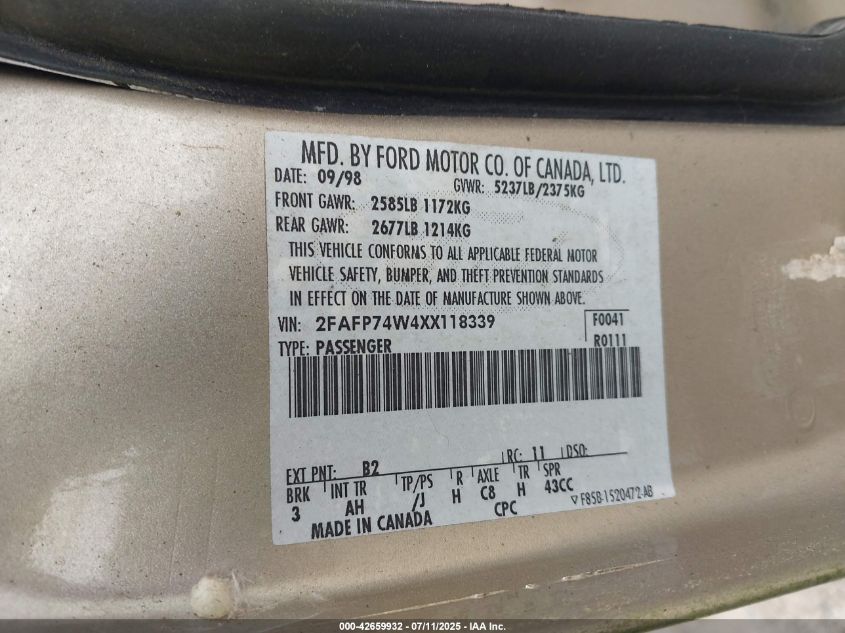 MFD. BY FORD MOTOR CO. OF CANADA, LTD.
DATE: 09/98 GVWR: 5237LB/2375KG
FRONT GAWR: 2585LB 1172KG
REAR GAWR: 2677LB 1214KG
THIS VEHICLE CONFORMS TO ALL APPLICABLE FEDERAL MOTOR
VEHICLE SAFETY, BUMPER, AND THEFT PREVENTION STANDARDS
IN EFFECT ON THE DATE OF MANUFACTURE SHOWN ABOVE.
VIN: 2FAFP74W4XX118339 F0041
TYPE: PASSENGER R0111
EXT PNT: B2 RC: 11 DSO:
BRK INT TR TP/PS R AXLE TR SPR
3 AH /J H C8 H 43CC
MADE IN CANADA CPC ▽F85B-1520472-AB
000-42659932 - 07/11/2025 - © IAA Inc.